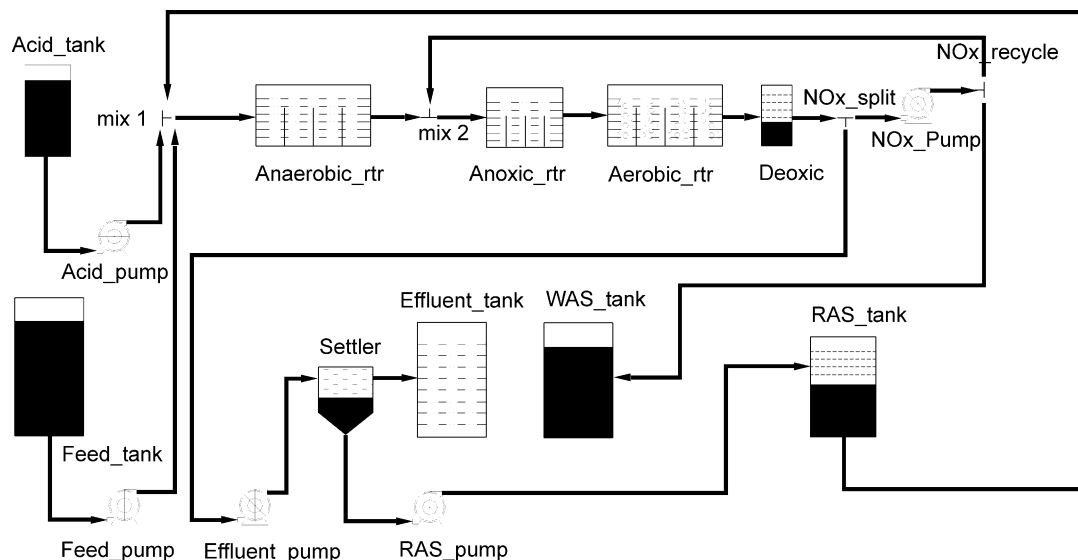 NOx_recycle
Acid_tank
NOx_split
mix 1
mix 2
NOx_Pump
Anaerobic_rtr
Anoxic_rtr
Aerobic_rtr
Deoxic
Acid_pump
Effluent_tank
WAS_tank
RAS_tank
Settler
Feed_tank
Feed_pump
Effluent_pump
RAS_pump